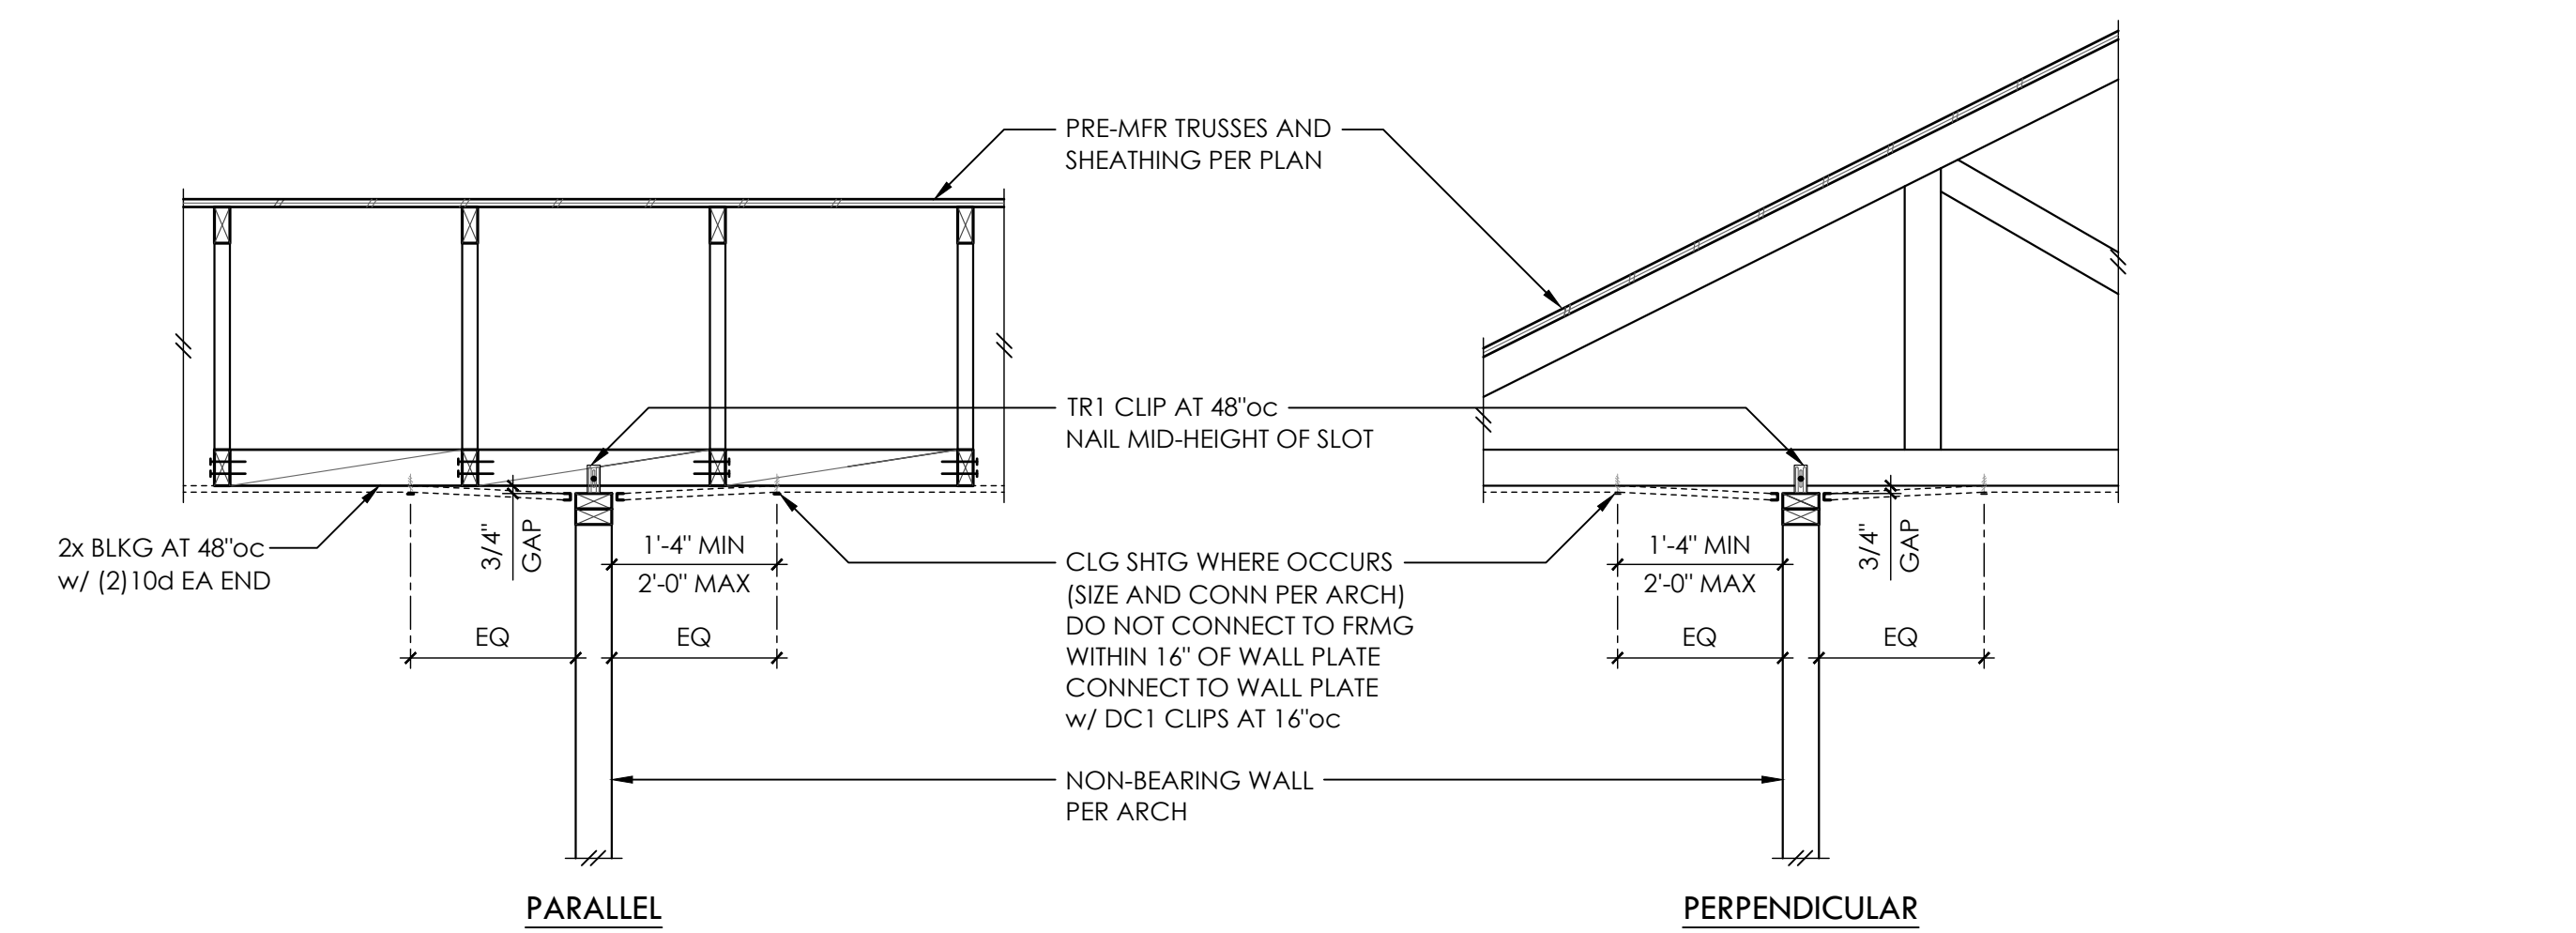 PRE-MFR TRUSSES AND
SHEATHING PER PLAN
TR1 CLIP AT 48"oc
NAIL MID-HEIGHT OF SLOT
2x BLKG AT 48"oc
w/ (2)10d EA END
3/4"
GAP
1'-4" MIN
2'-0" MAX
EQ
EQ
CLG SHTG WHERE OCCURS
(SIZE AND CONN PER ARCH)
DO NOT CONNECT TO FRMG
WITHIN 16" OF WALL PLATE
CONNECT TO WALL PLATE
w/ DC1 CLIPS AT 16"oc
1'-4" MIN
2'-0" MAX
3/4"
GAP
EQ
EQ
NON-BEARING WALL
PER ARCH
PARALLEL
PERPENDICULAR